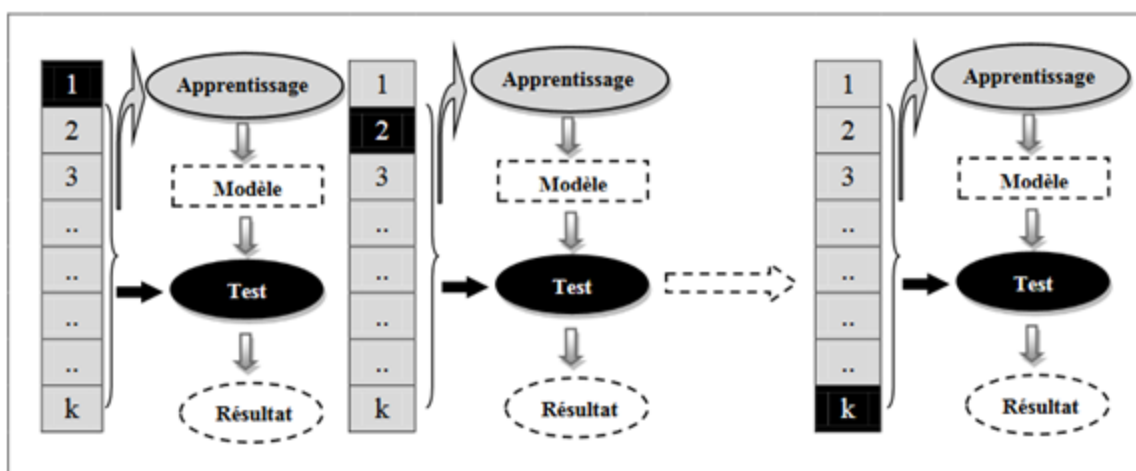 1
2
3
..
..
..
..
k
Apprentissage
Modèle
Test
Résultat
1
2
3
..
..
..
..
k
Apprentissage
Modèle
Test
Résultat
1
2
3
..
..
..
..
k
Apprentissage
Modèle
Test
Résultat